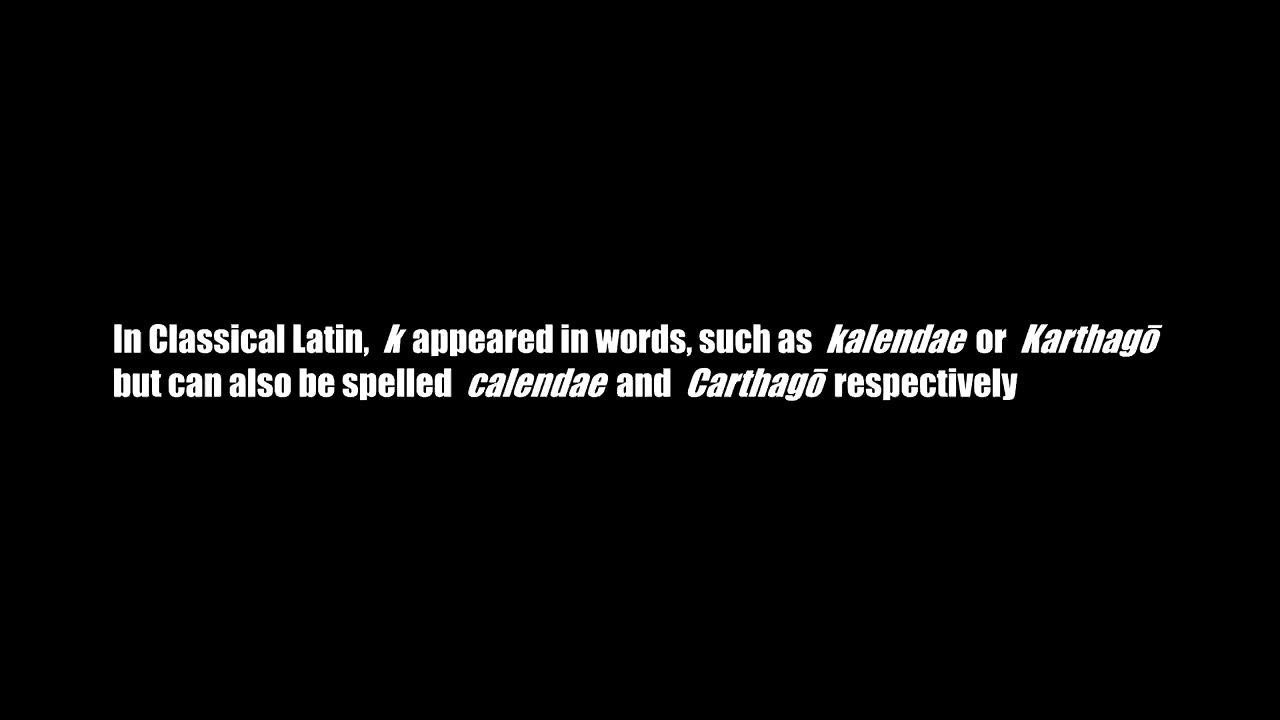 In Classical Latin, k appeared in words, such as kalendae or Karthagō
but can also be spelled calendae and Carthagō respectively